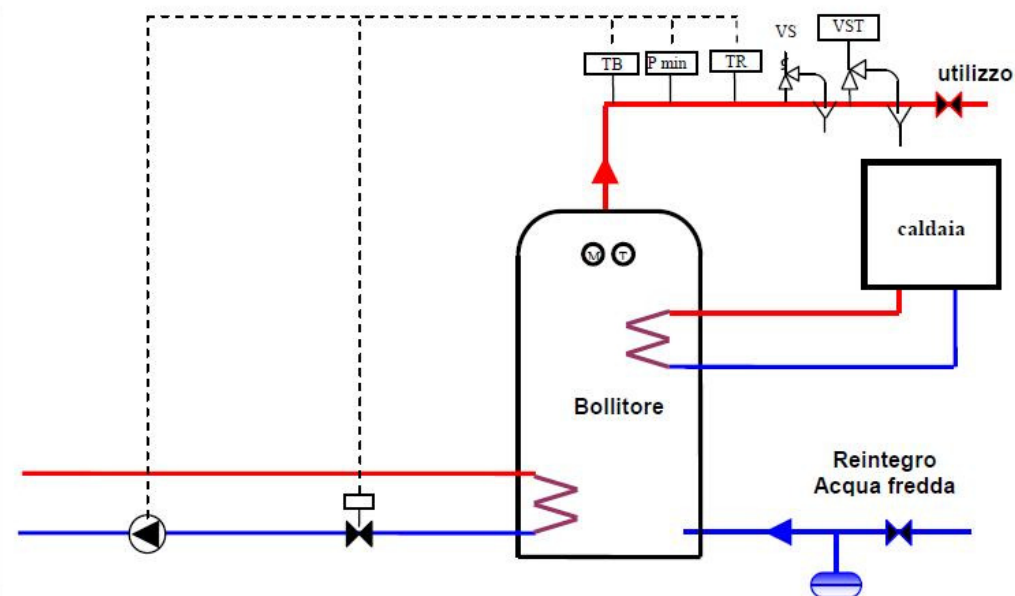 VS
VST
TB
P min
TR
utilizzo
caldaia
M
T
Bollitore
Reintegro
Acqua fredda